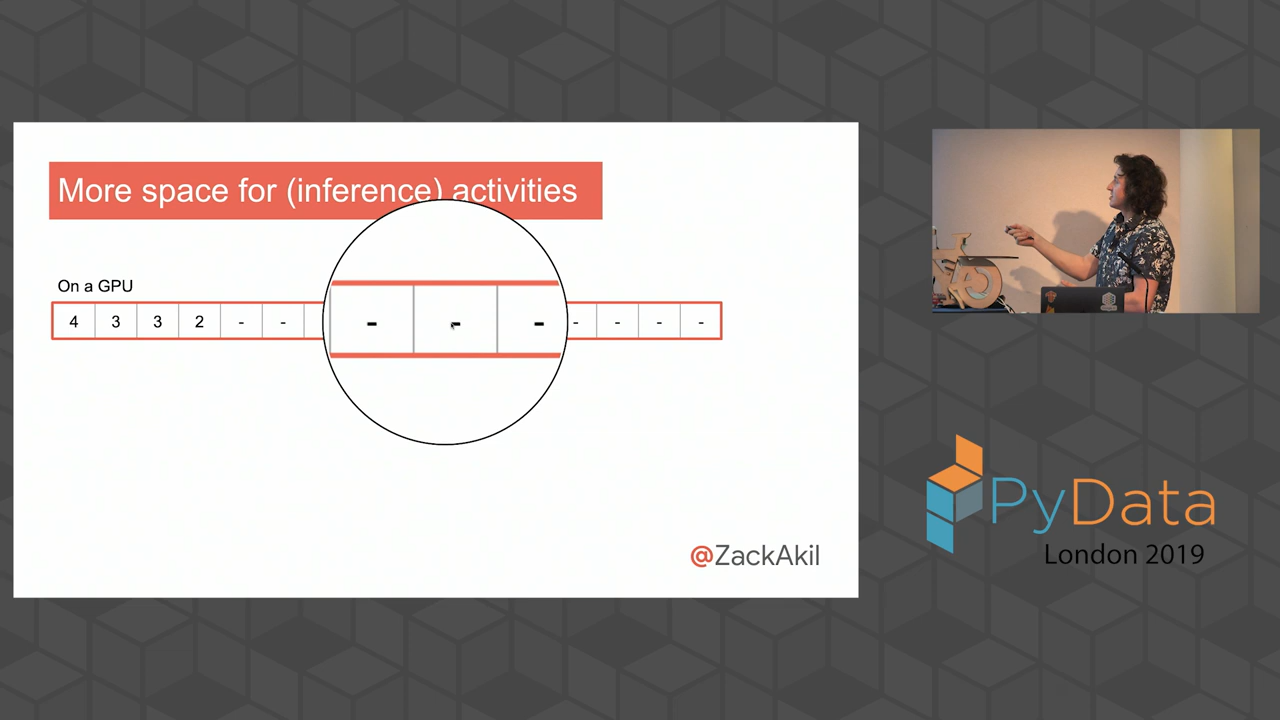 More space for (inference) activities
On a GPU
4 3 3 2 - - - - - - - - -
@ZackAkil
PyData
London 2019